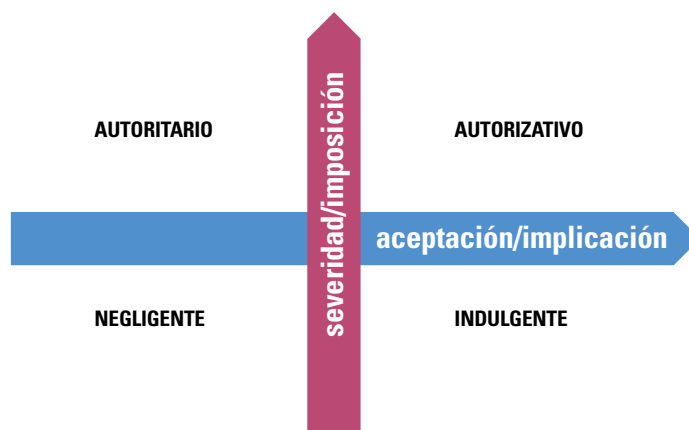 AUTORITARIO
AUTORIZATIVO
severidad/imposición
aceptación/implicación
NEGLIGENTE
INDULGENTE